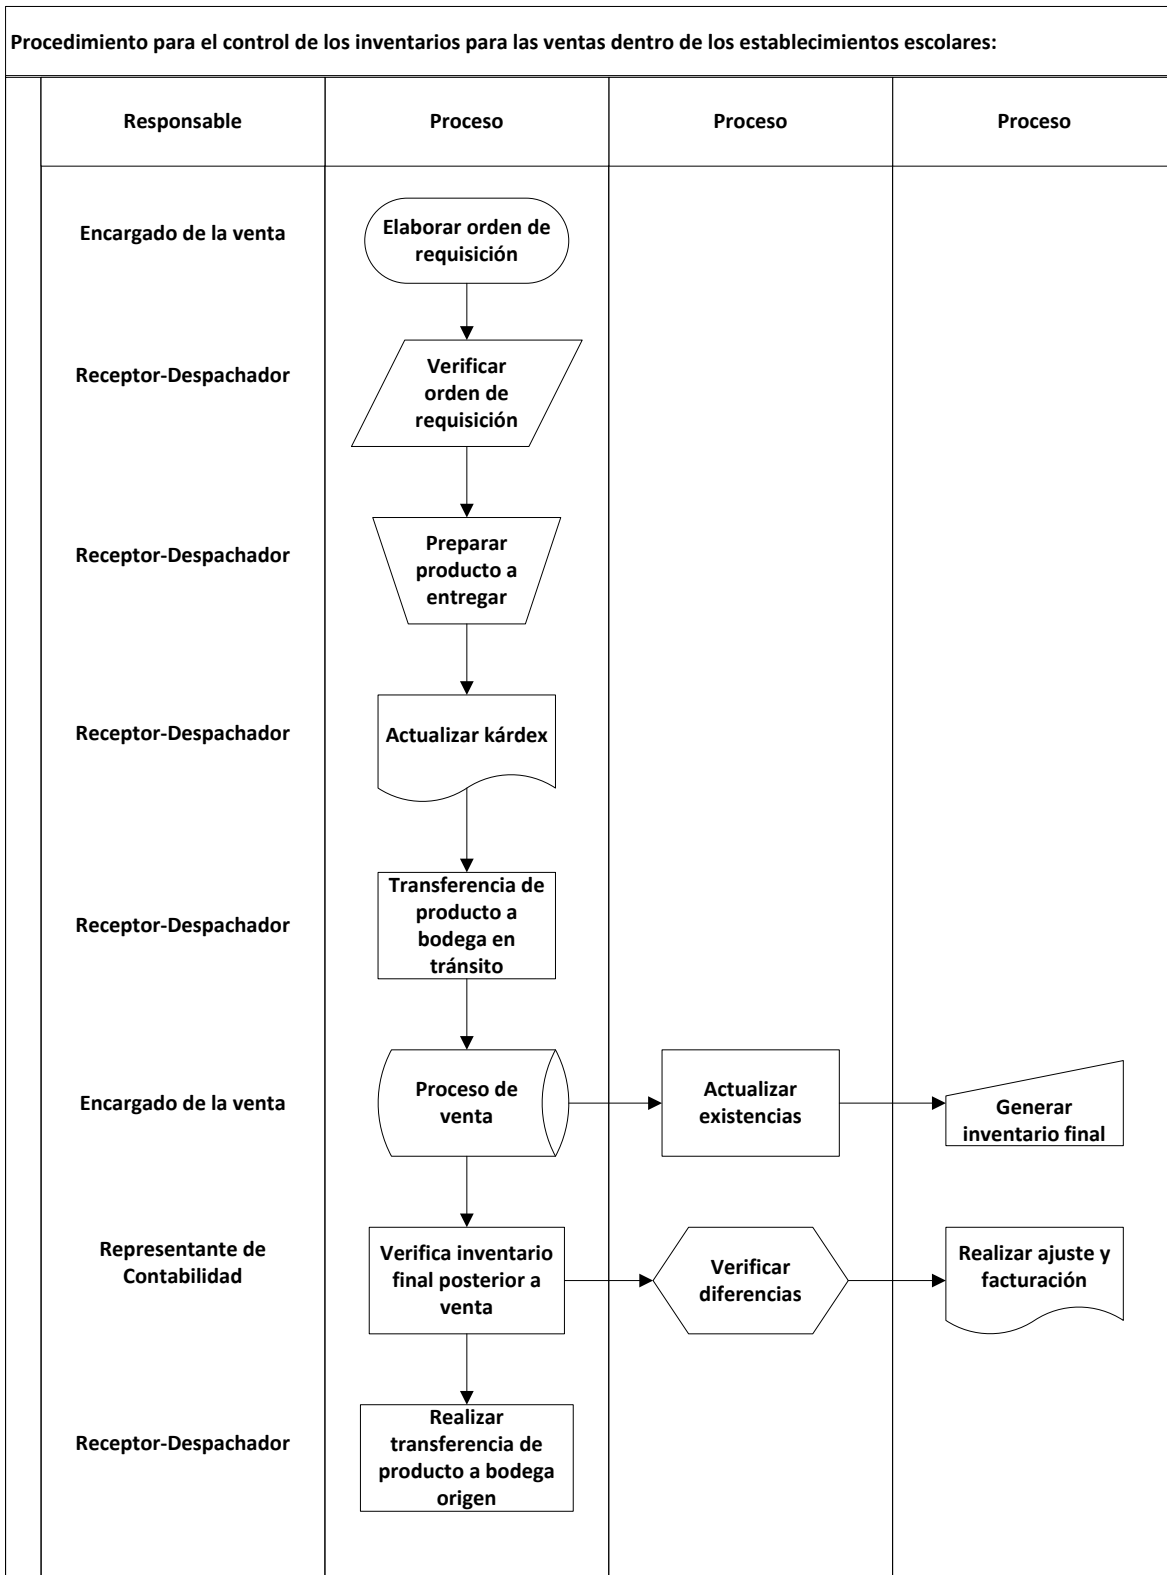 Procedimiento para el control de los inventarios para las ventas dentro de los establecimientos escolares:
Responsable
Proceso
Proceso
Proceso
Encargado de la venta
Elaborar orden de
requisición
Receptor-Despachador
Verificar
orden de
requisición
Receptor-Despachador
Preparar
producto a
entregar
Receptor-Despachador
Actualizar kárdex
Receptor-Despachador
Transferencia de
producto a
bodega en
tránsito
Encargado de la venta
Proceso de
venta
Actualizar
existencias
Generar
inventario final
Representante de
Contabilidad
Verifica inventario
final posterior a
venta
Verificar
diferencias
Realizar ajuste y
facturación
Receptor-Despachador
Realizar
transferencia de
producto a bodega
origen